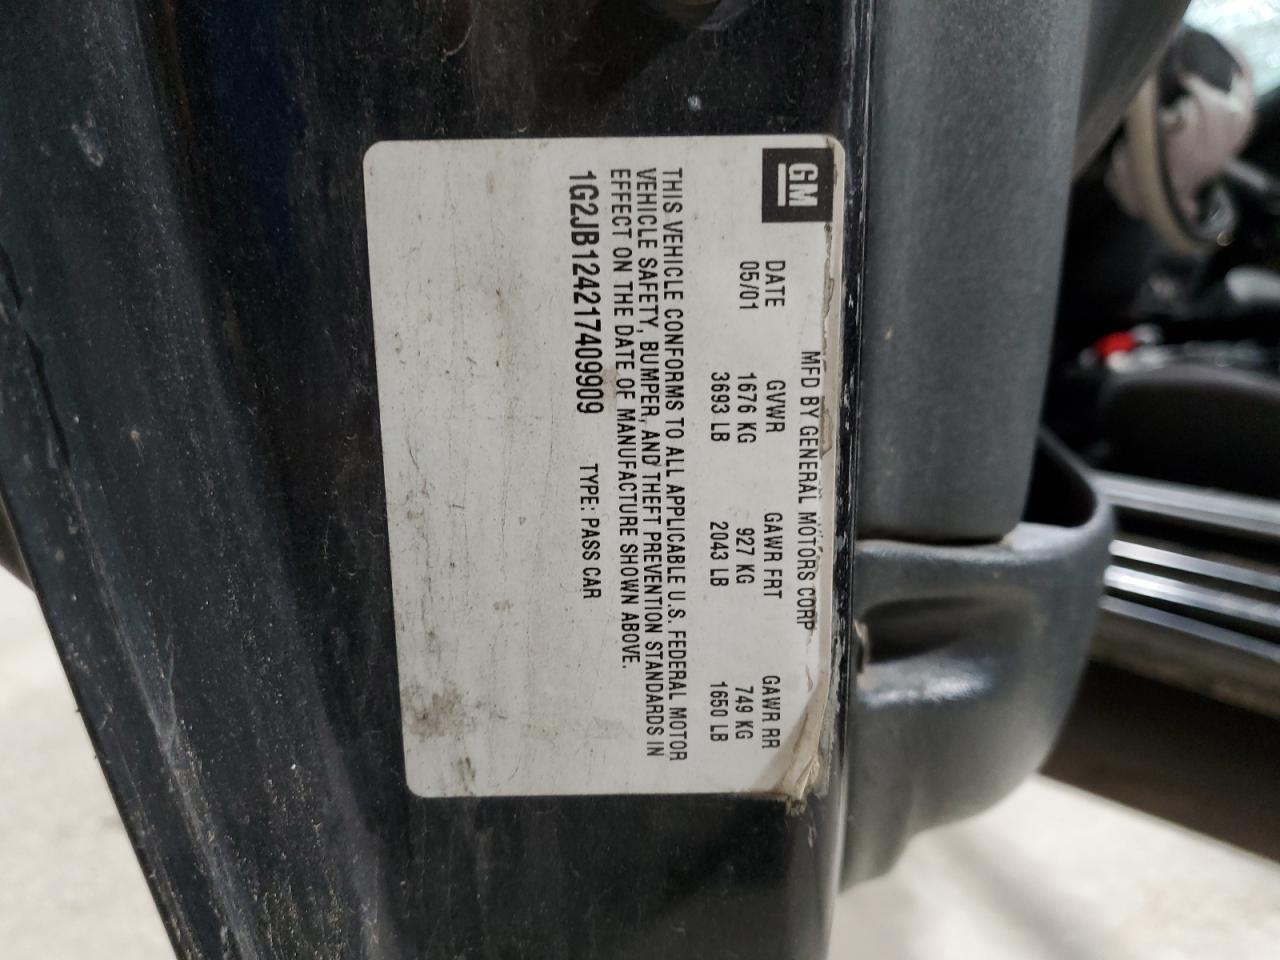 GM
MFD BY GENERAL MOTORS CORP
DATE GVWR GAWR FRT GAWR RR
05/01 1676 KG 927 KG 749 KG
3693 LB 2043 LB 1650 LB
THIS VEHICLE CONFORMS TO ALL APPLICABLE U.S. FEDERAL MOTOR
VEHICLE SAFETY, BUMPER, AND THEFT PREVENTION STANDARDS IN
EFFECT ON THE DATE OF MANUFACTURE SHOWN ABOVE.
1G2JB124217409909 TYPE: PASS CAR